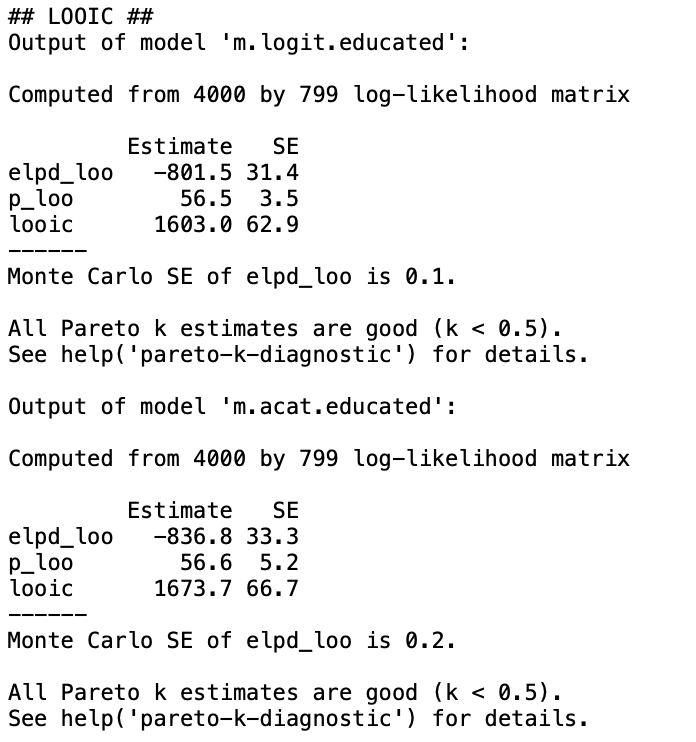 ## LOOIC ##
Output of model 'm.logit.educated':
Computed from 4000 by 799 log-likelihood matrix
Estimate SE
elpd_loo -801.5 31.4
p_loo 56.5 3.5
looic 1603.0 62.9
------
Monte Carlo SE of elpd_loo is 0.1.
All Pareto k estimates are good (k < 0.5).
See help('pareto-k-diagnostic') for details.
Output of model 'm.acat.educated':
Computed from 4000 by 799 log-likelihood matrix
Estimate SE
elpd_loo -836.8 33.3
p_loo 56.6 5.2
looic 1673.7 66.7
------
Monte Carlo SE of elpd_loo is 0.2.
All Pareto k estimates are good (k < 0.5).
See help('pareto-k-diagnostic') for details.